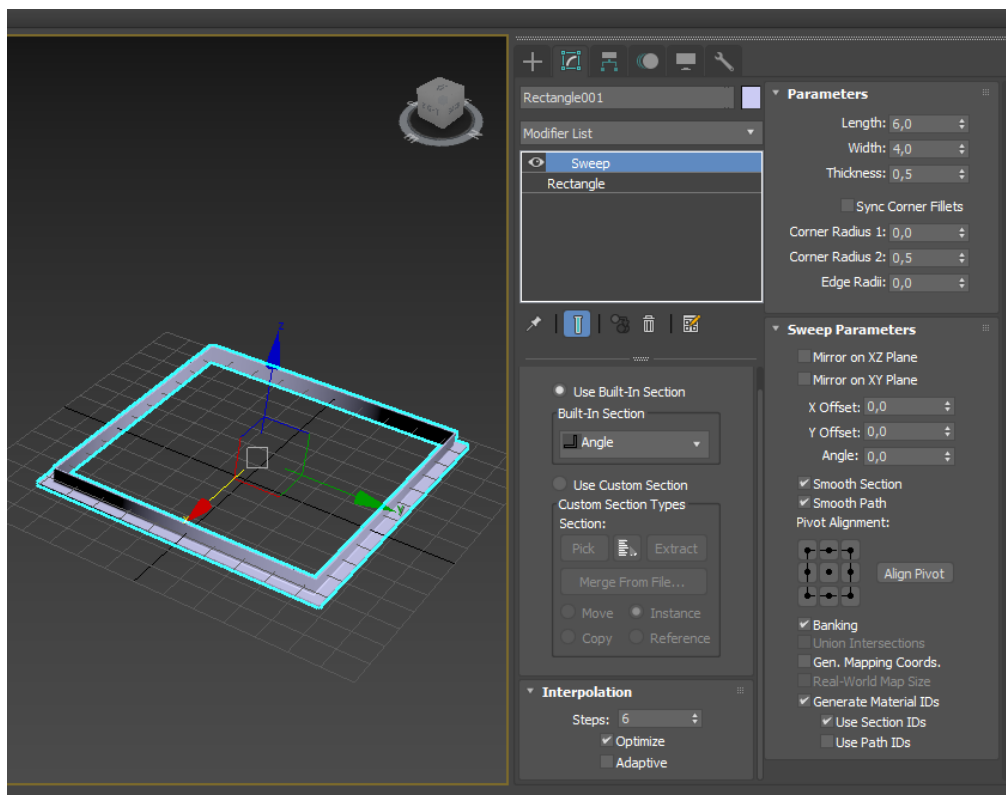 Rectangle001
Modifier List
Sweep
Rectangle
Use Built-In Section
Built-In Section
Angle
Use Custom Section
Custom Section Types
Section:
Pick
Extract
Merge From File...
Move
Instance
Copy
Reference
Interpolation
Steps: 6
Optimize
Adaptive
Parameters
Length: 6,0
Width: 4,0
Thickness: 0,5
Sync Corner Fillets
Corner Radius 1: 0,0
Corner Radius 2: 0,5
Edge Radii: 0,0
Sweep Parameters
Mirror on XZ Plane
Mirror on XY Plane
X Offset: 0,0
Y Offset: 0,0
Angle: 0,0
Smooth Section
Smooth Path
Pivot Alignment:
Align Pivot
Banking
Union Intersections
Gen. Mapping Coords.
Real-World Map Size
Generate Material IDs
Use Section IDs
Use Path IDs
z
y